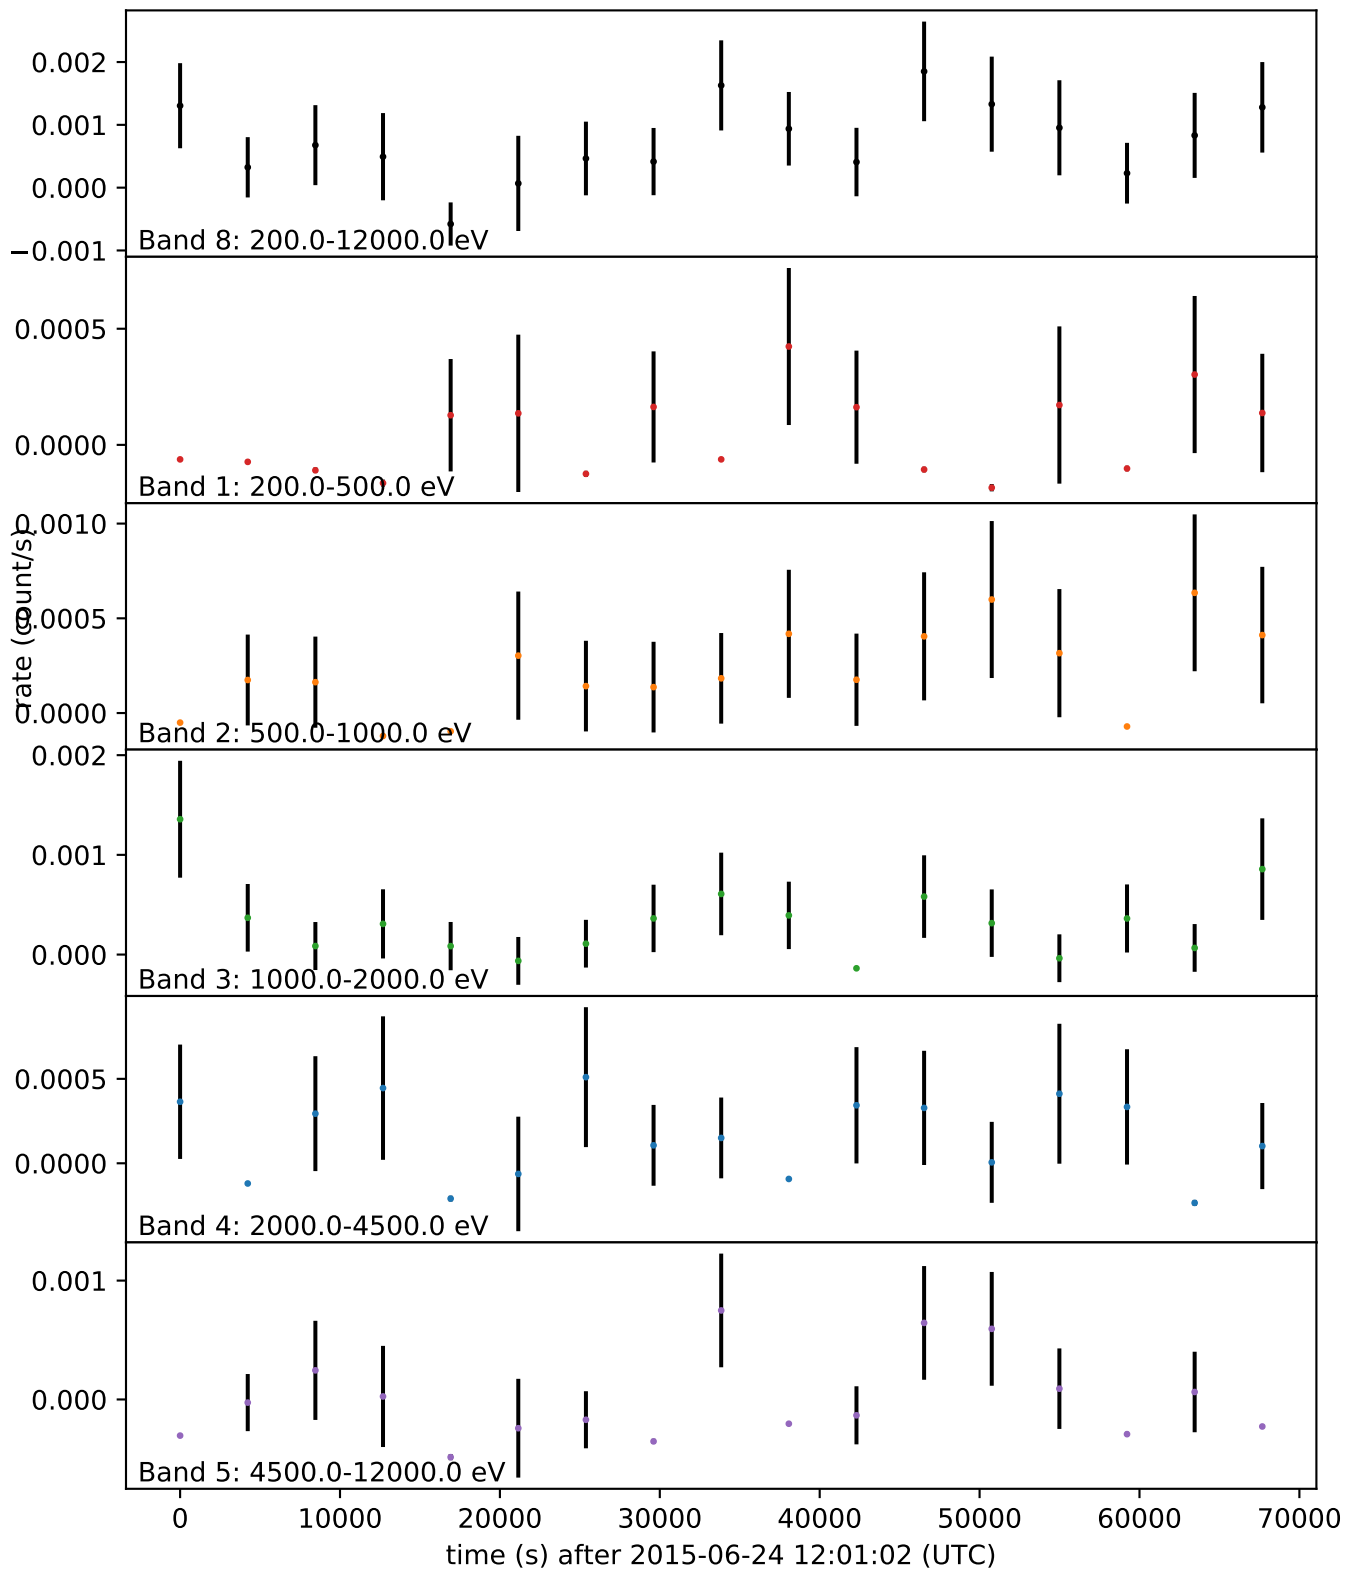 0.002
0.001
0.000
−0.001
Band 8: 200.0-12000.0 eV
0.0005
0.0000
Band 1: 200.0-500.0 eV
rate (count/s)
0.0010
0.0005
0.0000
Band 2: 500.0-1000.0 eV
0.002
0.001
0.000
Band 3: 1000.0-2000.0 eV
0.0005
0.0000
Band 4: 2000.0-4500.0 eV
0.001
0.000
Band 5: 4500.0-12000.0 eV
0 10000 20000 30000 40000 50000 60000 70000
time (s) after 2015-06-24 12:01:02 (UTC)